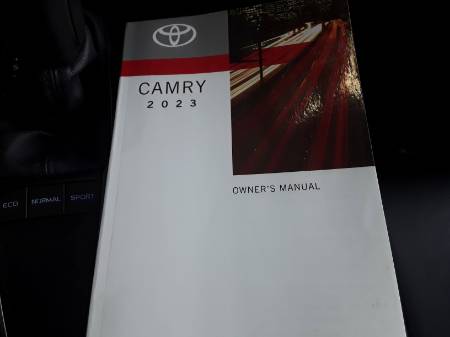 CAMRY
2023
OWNER'S MANUAL
ECO NORMAL SPORT